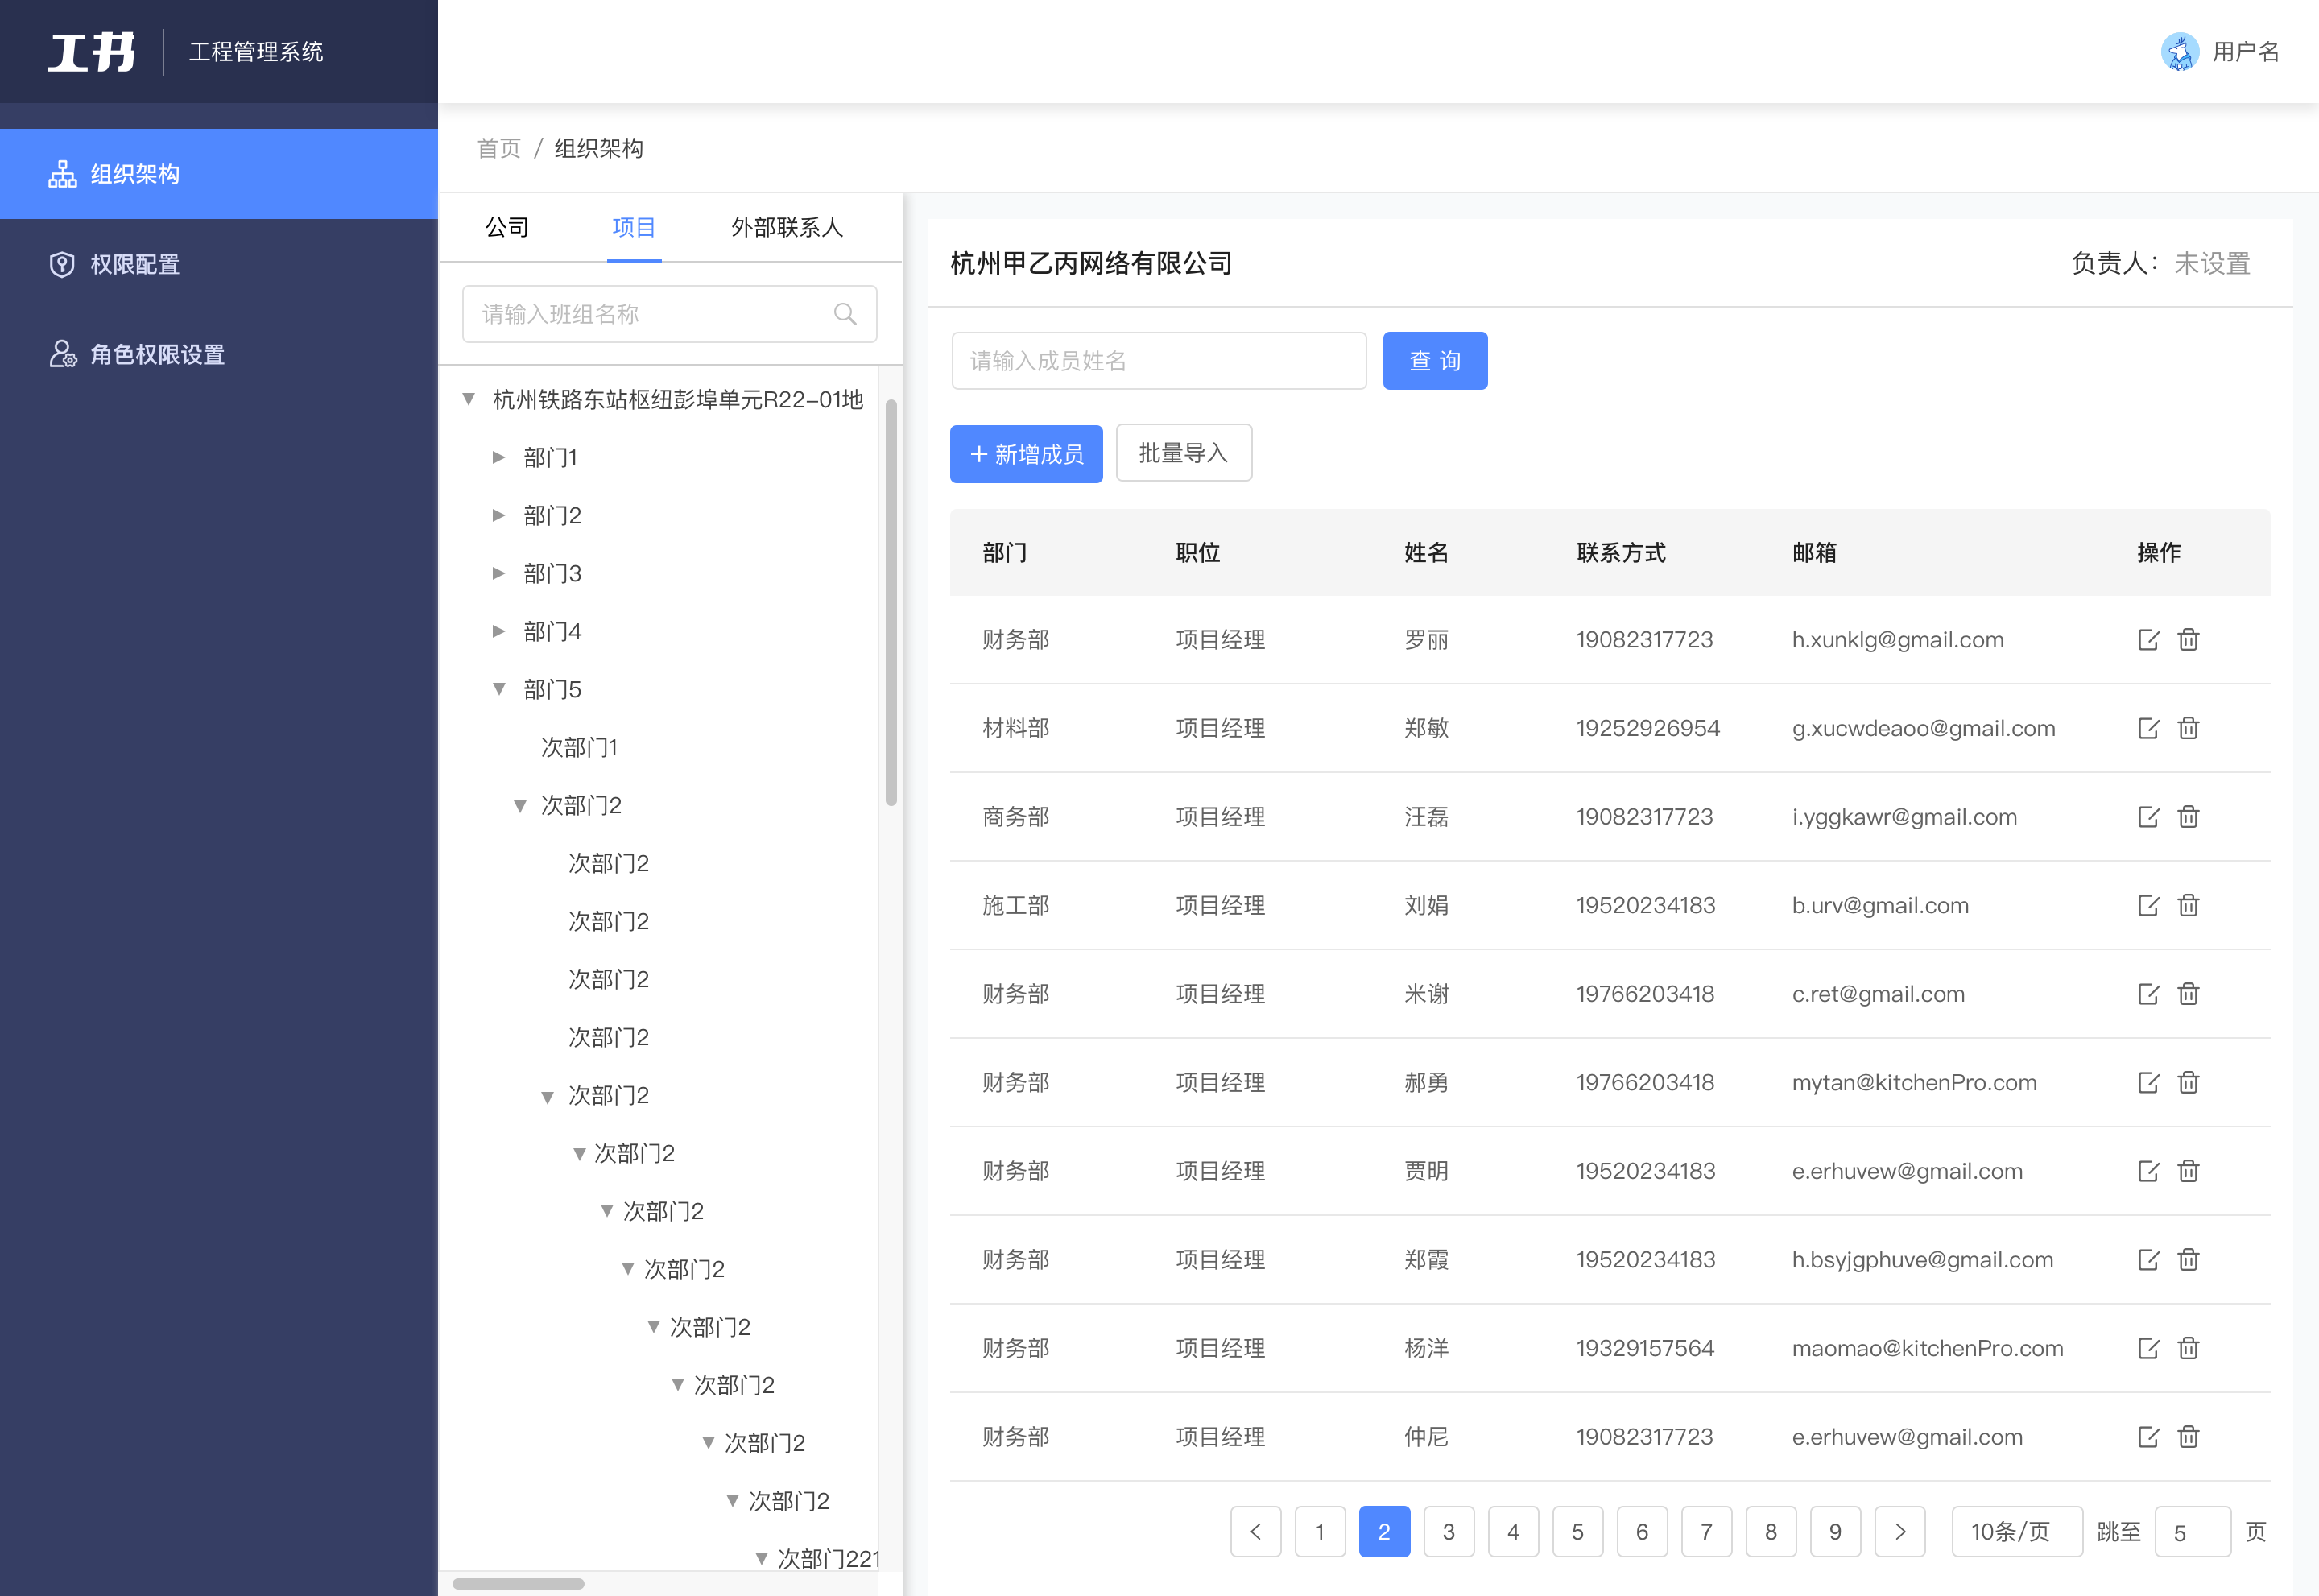 工书 工程管理系统
用户名
组织架构
权限配置
角色权限设置
首页 / 组织架构
公司 项目 外部联系人
请输入班组名称
杭州铁路东站枢纽彭埠单元R22-01地
部门1
部门2
部门3
部门4
部门5
次部门1
次部门2
次部门2
次部门2
次部门2
次部门2
次部门2
次部门2
次部门2
次部门2
次部门2
次部门2
次部门2
次部门2
次部门221
杭州甲乙丙网络有限公司 负责人：未设置
请输入成员姓名 查 询
+ 新增成员 批量导入
部门 职位 姓名 联系方式 邮箱 操作
财务部 项目经理 罗丽 19082317723 h.xunklg@gmail.com
材料部 项目经理 郑敏 19252926954 g.xucwdeaoo@gmail.com
商务部 项目经理 汪磊 19082317723 i.yggkawr@gmail.com
施工部 项目经理 刘娟 19520234183 b.urv@gmail.com
财务部 项目经理 米谢 19766203418 c.ret@gmail.com
财务部 项目经理 郝勇 19766203418 mytan@kitchenPro.com
财务部 项目经理 贾明 19520234183 e.erhuvew@gmail.com
财务部 项目经理 郑霞 19520234183 h.bsyjgphuve@gmail.com
财务部 项目经理 杨洋 19329157564 maomao@kitchenPro.com
财务部 项目经理 仲尼 19082317723 e.erhuvew@gmail.com
< 1 2 3 4 5 6 7 8 9 > 10条/页 跳至 5 页